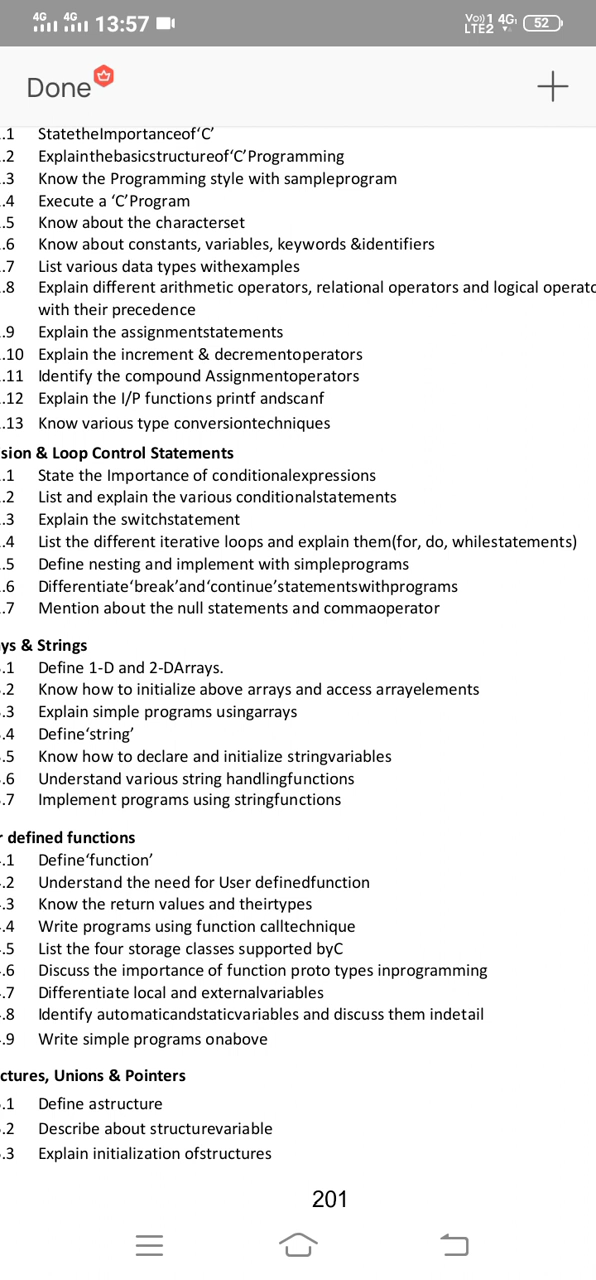 4G 4G 13:57 Vo)) 1 4G LTE2 52
Done
.1 StatetheImportanceof‘C’
.2 Explainthebasicstructureof‘C’Programming
.3 Know the Programming style with sampleprogram
.4 Execute a ‘C’Program
.5 Know about the characterset
.6 Know about constants, variables, keywords &identifiers
.7 List various data types withexamples
.8 Explain different arithmetic operators, relational operators and logical operato
with their precedence
.9 Explain the assignmentstatements
.10 Explain the increment & decrementoperators
.11 Identify the compound Assignmentoperators
.12 Explain the I/P functions printf andscanf
.13 Know various type conversiontechniques
sion & Loop Control Statements
.1 State the Importance of conditionalexpressions
.2 List and explain the various conditionalstatements
.3 Explain the switchstatement
.4 List the different iterative loops and explain them(for, do, whilestatements)
.5 Define nesting and implement with simpleprograms
.6 Differentiate‘break’and‘continue’statementswithprograms
.7 Mention about the null statements and commaoperator
ys & Strings
.1 Define 1-D and 2-DArrays.
.2 Know how to initialize above arrays and access arrayelements
.3 Explain simple programs usingarrays
.4 Define‘string’
.5 Know how to declare and initialize stringvariables
.6 Understand various string handlingfunctions
.7 Implement programs using stringfunctions
r defined functions
.1 Define‘function’
.2 Understand the need for User definedfunction
.3 Know the return values and theirtypes
.4 Write programs using function calltechnique
.5 List the four storage classes supported byC
.6 Discuss the importance of function proto types inprogramming
.7 Differentiate local and externalvariables
.8 Identify automaticandstaticvariables and discuss them indetail
.9 Write simple programs onabove
ctures, Unions & Pointers
.1 Define astructure
.2 Describe about structurevariable
.3 Explain initialization ofstructures
201